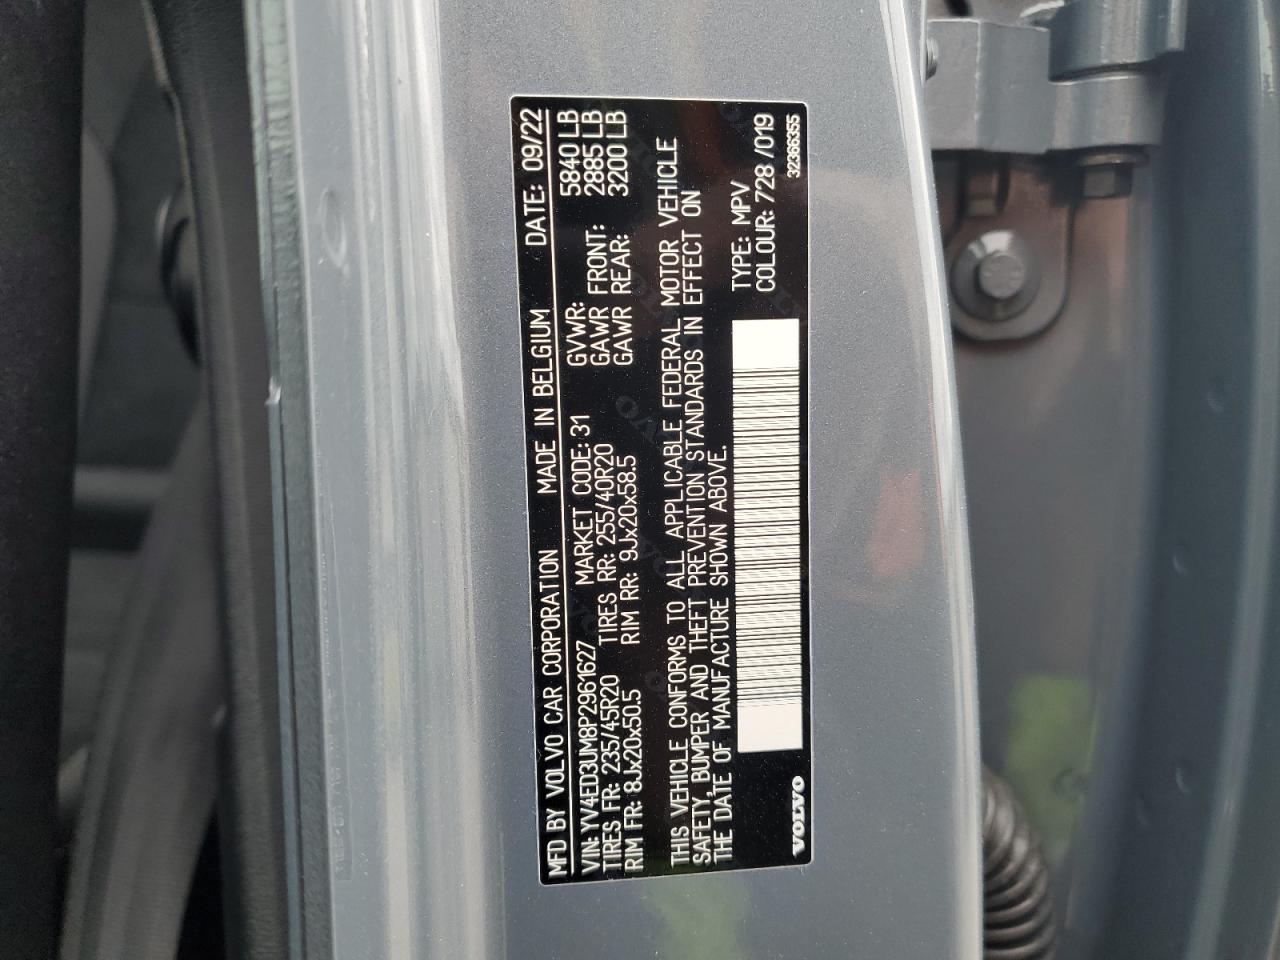 MFD BY VOLVO CAR CORPORATION MADE IN BELGIUM DATE: 09/22
VIN: YV4ED3UM8P2961627 MARKET CODE: 31 GVWR: 5840 LB
TIRES FR: 235/45R20 TIRES RR: 255/40R20 GAWR FRONT: 2885 LB
RIM FR: 8Jx20x50.5 RIM RR: 9Jx20x58.5 GAWR REAR: 3200 LB
THIS VEHICLE CONFORMS TO ALL APPLICABLE FEDERAL MOTOR VEHICLE
SAFETY, BUMPER AND THEFT PREVENTION STANDARDS IN EFFECT ON
THE DATE OF MANUFACTURE SHOWN ABOVE.
TYPE: MPV
COLOUR: 728 /019
VOLVO 32366355